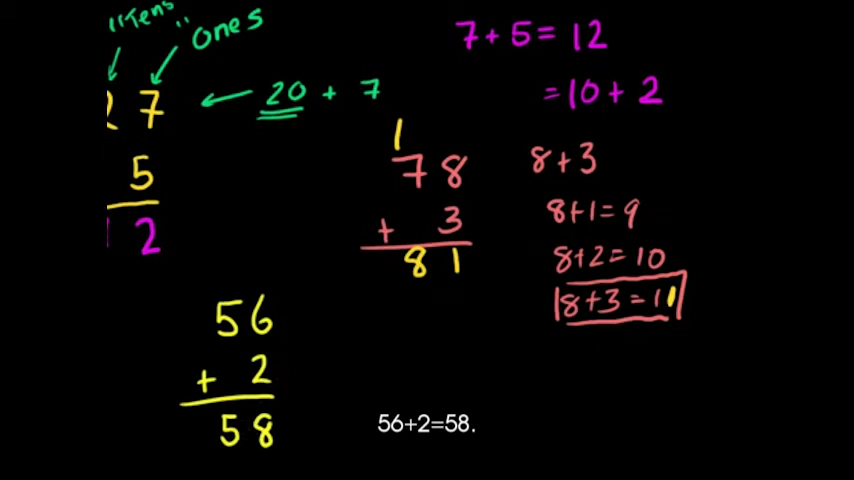 "Tens"
"ones
7 ← 20 + 7
5
2
7 + 5 = 12
= 10 + 2
1
78
+ 3
81
8 + 3
8+1=9
8+2=10
8+3=11
56
+ 2
58
56+2=58.